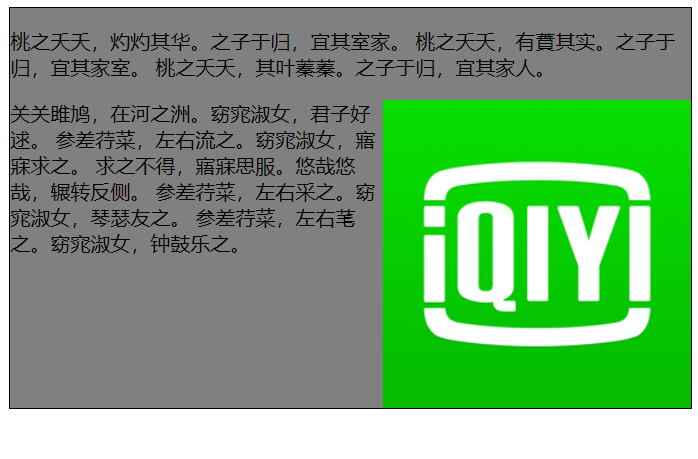 桃之夭夭，灼灼其华。之子于归，宜其室家。 桃之夭夭，有蕡其实。之子于
归，宜其家室。 桃之夭夭，其叶蓁蓁。之子于归，宜其家人。
关关雎鸠，在河之洲。窈窕淑女，君子好
逑。 参差荇菜，左右流之。窈窕淑女，寤
寐求之。 求之不得，寤寐思服。悠哉悠
哉，辗转反侧。 参差荇菜，左右采之。窈
窕淑女，琴瑟友之。 参差荇菜，左右芼
之。窈窕淑女，钟鼓乐之。
iQIYI